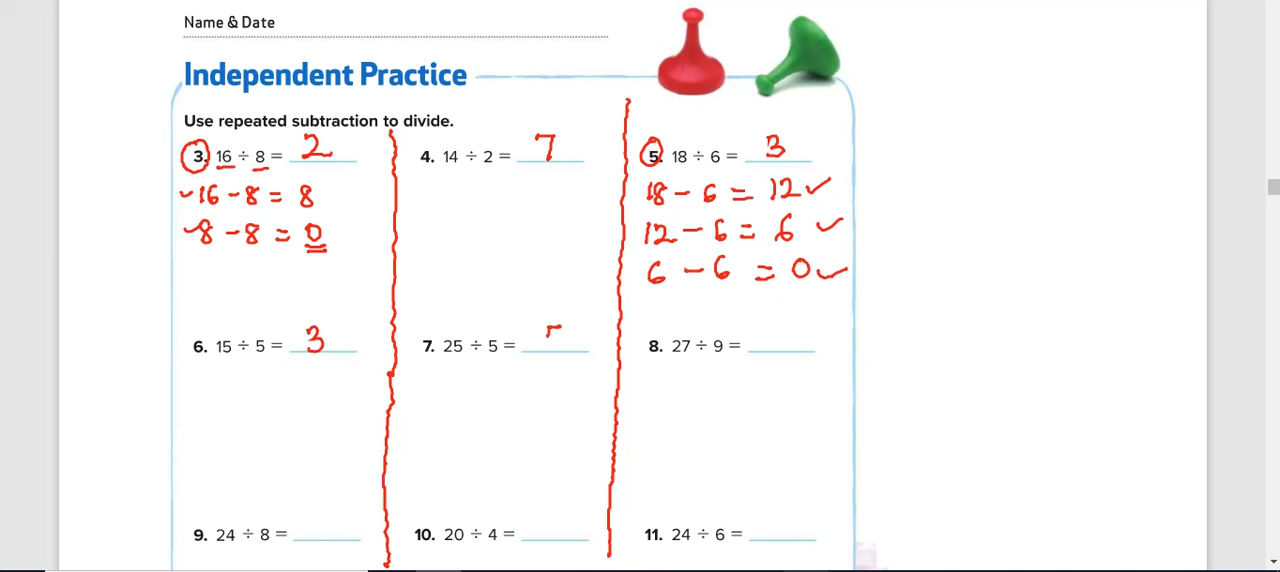 Name & Date
Independent Practice
Use repeated subtraction to divide.
3. 16 ÷ 8 = 2
16 - 8 = 8
8 - 8 = 0
4. 14 ÷ 2 = 7
5. 18 ÷ 6 = 3
18 - 6 = 12
12 - 6 = 6
6 - 6 = 0
6. 15 ÷ 5 = 3
7. 25 ÷ 5 =
8. 27 ÷ 9 =
9. 24 ÷ 8 =
10. 20 ÷ 4 =
11. 24 ÷ 6 =